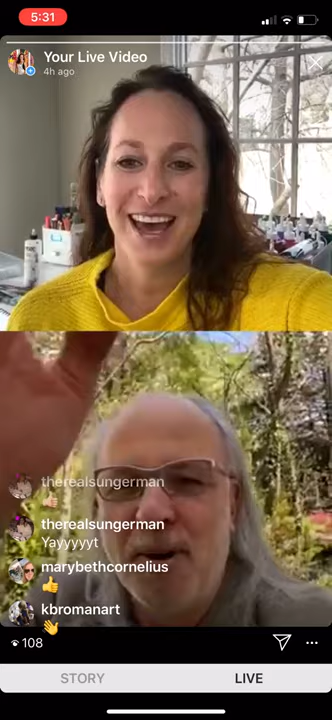 5:31
Your Live Video
4h ago
therealsungerman
👍
therealsungerman
Yayyyyyt
marybethcornelius
👍
kbromanart
👋
108
STORY
LIVE